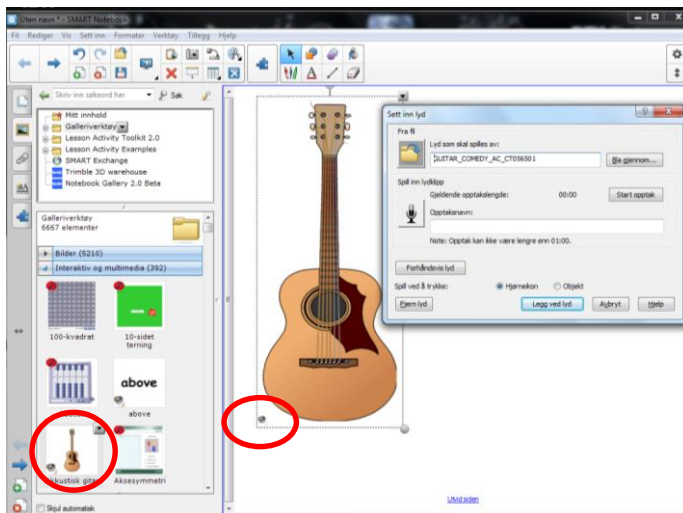 Uten navn * - SMART Notebook
Fil Rediger Vis Sett inn Formater Verktøy Tillegg Hjelp
Skriv inn søkeord her
Søk
Mitt innhold
Galleriverktøy
Lesson Activity Toolkit 2.0
Lesson Activity Examples
SMART Exchange
Trimble 3D warehouse
Notebook Gallery 2.0 Beta
Galleriverktøy
6667 elementer
Bilder (5210)
Interaktiv og multimedia (392)
100-kvadrat
10-sidet terning
above
above
Akustisk gitar
Aksesymmetri
Skjul automatisk
Sett inn lyd
Fra fil
Lyd som skal spilles av:
GUITAR_COMEDY_AC_CT056501
Bla gjennom...
Spill inn lydklipp
Gjeldende opptakslengde: 00:00
Start opptak
Opptaksnavn:
Note: Opptak kan ikke være lengre enn 01:00.
Forhåndsvis lyd
Spill ved å trykke: Hjørneikon Objekt
Fjern lyd
Legg ved lyd
Avbryt
Hjelp
Utvid siden